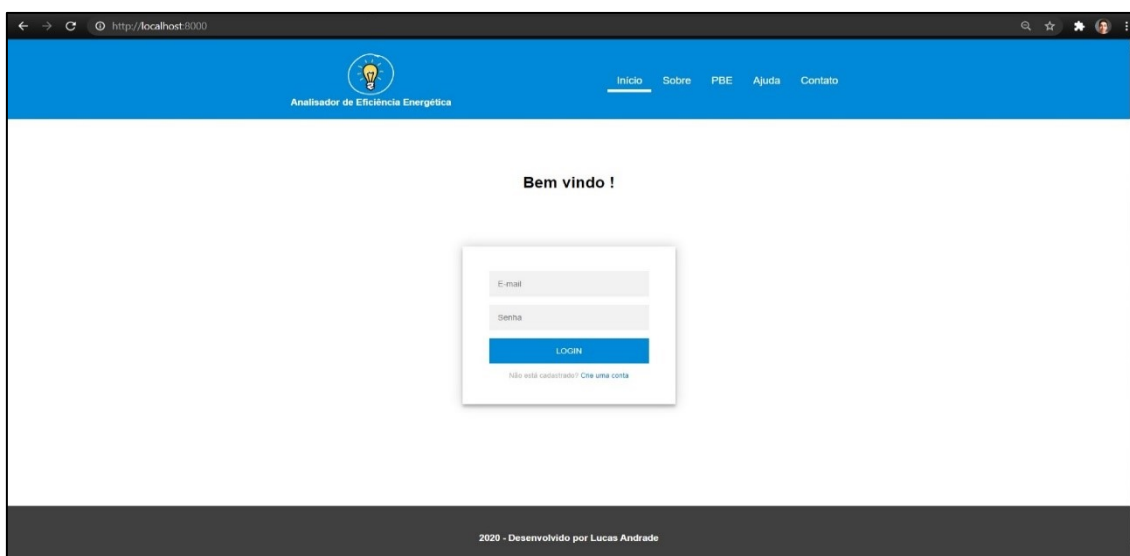 http://localhost:8000
Analisador de Eficiência Energética
Início Sobre PBE Ajuda Contato
Bem vindo !
E-mail
Senha
LOGIN
Não está cadastrado? Crie uma conta
2020 - Desenvolvido por Lucas Andrade